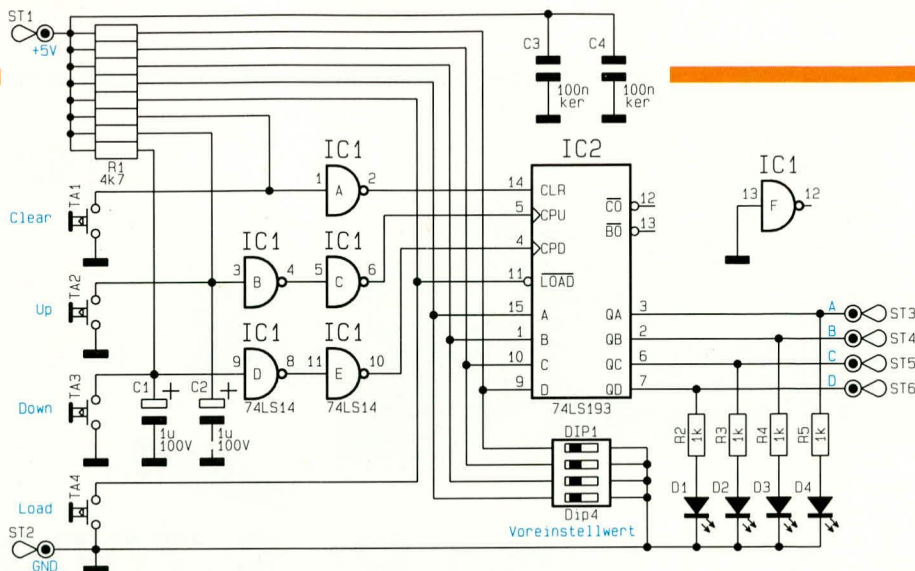 ST1
+5V
R1
4k7
C3
100n
ker
C4
100n
ker
Clear
TA1
Up
TA2
Down
TA3
Load
TA4
ST2
GND
IC1
1 A 2
IC1
3 B 4
IC1
5 C 6
IC1
9 D 8
74LS14
IC1
11 E 10
74LS14
C1 +
1u
100V
C2 +
1u
100V
IC2
14 CLR
5 CPU
4 CPD
11 LOAD
15 A
1 B
10 C
9 D
CO 12
BO 13
QA 3
QB 2
QC 6
QD 7
74LS193
IC1
13 F 12
A ST3
B ST4
C ST5
D ST6
R2 1k
R3 1k
R4 1k
R5 1k
D1
D2
D3
D4
DIP1
Dip4
Voreinstellwert